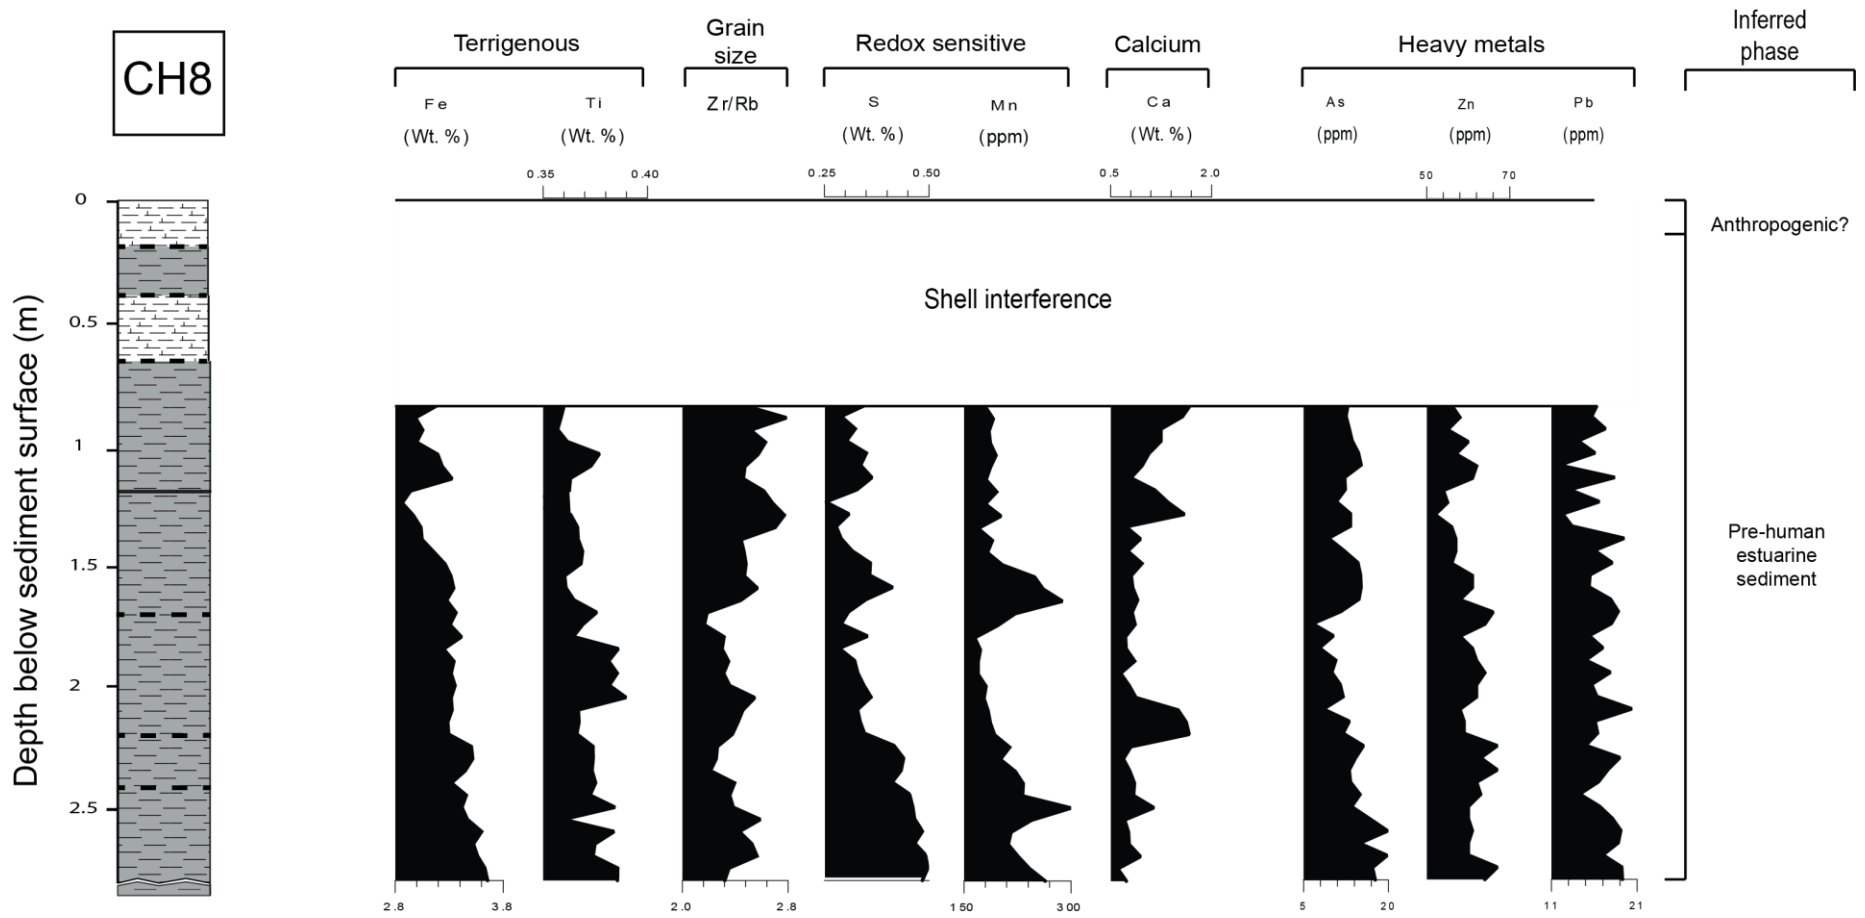 CH8
Terrigenous
Grain
size
Redox sensitive
Calcium
Heavy metals
Inferred
phase
Fe
Ti
Zr/Rb
S
Mn
Ca
As
Zn
Pb
(Wt. %)
(Wt. %)
(Wt. %)
(ppm)
(Wt. %)
(ppm)
(ppm)
(ppm)
0.35
0.40
0.25
0.50
0.5
2.0
50
70
Depth below sediment surface (m)
0
0.5
1
1.5
2
2.5
Shell interference
Anthropogenic?
Pre-human
estuarine
sediment
2.8
3.8
2.0
2.8
150
300
5
20
11
21